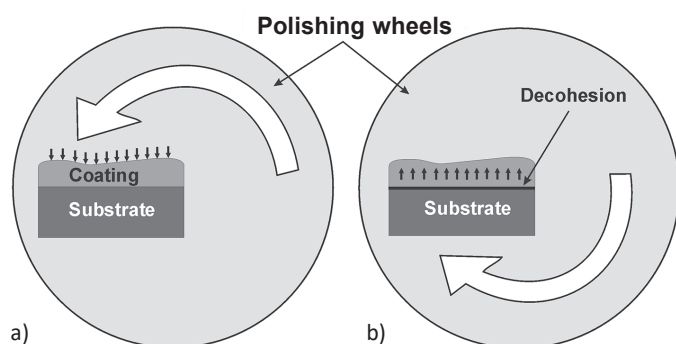 Polishing wheels
Decohesion
Coating
Substrate
Substrate
a)
b)